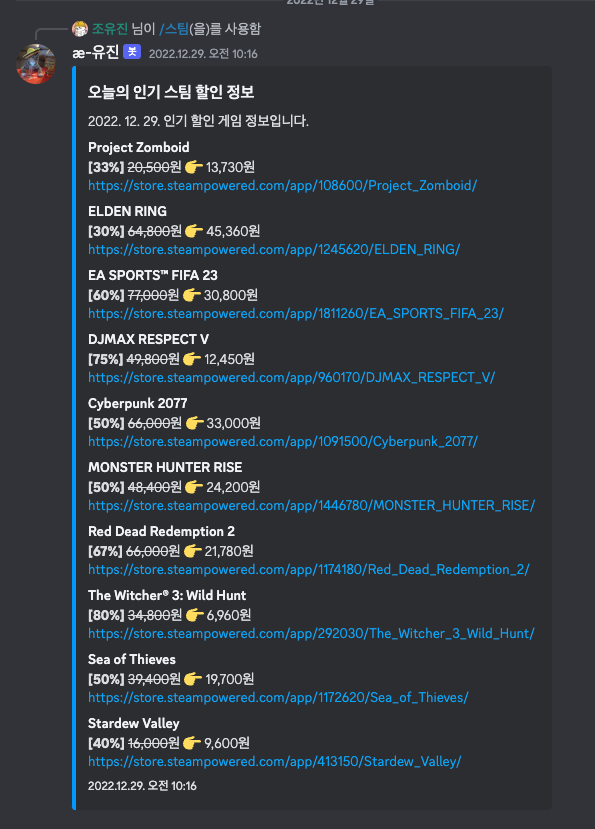 2022년 12월 29일
조유진 님이 /스팀(을)를 사용함
æ-유진 봇 2022.12.29. 오전 10:16
오늘의 인기 스팀 할인 정보
2022. 12. 29. 인기 할인 게임 정보입니다.
Project Zomboid
[33%] 20,500원 👉 13,730원
https://store.steampowered.com/app/108600/Project_Zomboid/
ELDEN RING
[30%] 64,800원 👉 45,360원
https://store.steampowered.com/app/1245620/ELDEN_RING/
EA SPORTS™ FIFA 23
[60%] 77,000원 👉 30,800원
https://store.steampowered.com/app/1811260/EA_SPORTS_FIFA_23/
DJMAX RESPECT V
[75%] 49,800원 👉 12,450원
https://store.steampowered.com/app/960170/DJMAX_RESPECT_V/
Cyberpunk 2077
[50%] 66,000원 👉 33,000원
https://store.steampowered.com/app/1091500/Cyberpunk_2077/
MONSTER HUNTER RISE
[50%] 48,400원 👉 24,200원
https://store.steampowered.com/app/1446780/MONSTER_HUNTER_RISE/
Red Dead Redemption 2
[67%] 66,000원 👉 21,780원
https://store.steampowered.com/app/1174180/Red_Dead_Redemption_2/
The Witcher® 3: Wild Hunt
[80%] 34,800원 👉 6,960원
https://store.steampowered.com/app/292030/The_Witcher_3_Wild_Hunt/
Sea of Thieves
[50%] 39,400원 👉 19,700원
https://store.steampowered.com/app/1172620/Sea_of_Thieves/
Stardew Valley
[40%] 16,000원 👉 9,600원
https://store.steampowered.com/app/413150/Stardew_Valley/
2022.12.29. 오전 10:16